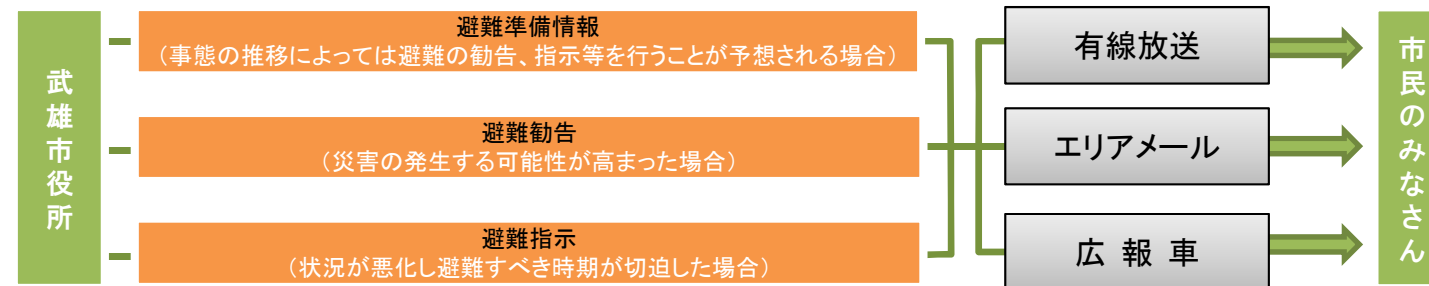 武雄市役所
避難準備情報
（事態の推移によっては避難の勧告、指示等を行うことが予想される場合）
避難勧告
（災害の発生する可能性が高まった場合）
避難指示
（状況が悪化し避難すべき時期が切迫した場合）
有線放送
エリアメール
広 報 車
市民のみなさん